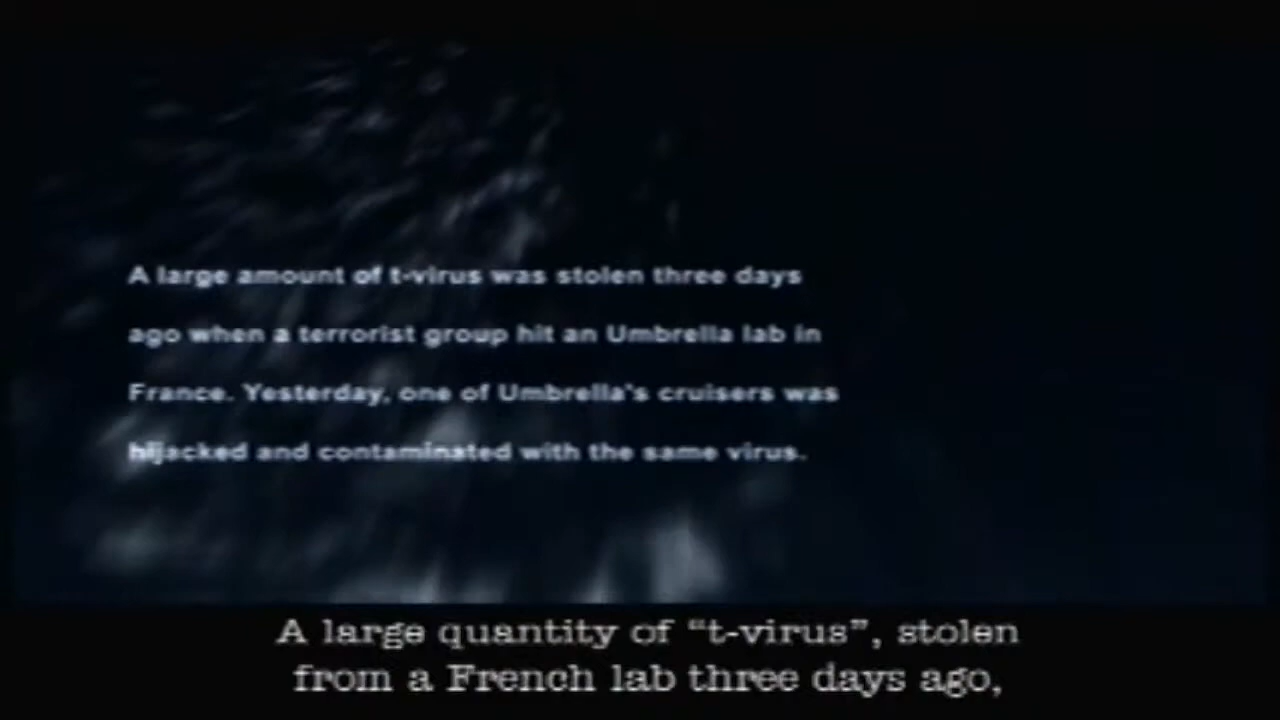 A large amount of t-virus was stolen three days
ago when a terrorist group hit an Umbrella lab in
France. Yesterday, one of Umbrella's cruisers was
hijacked and contaminated with the same virus.
A large quantity of “t-virus”, stolen
from a French lab three days ago,